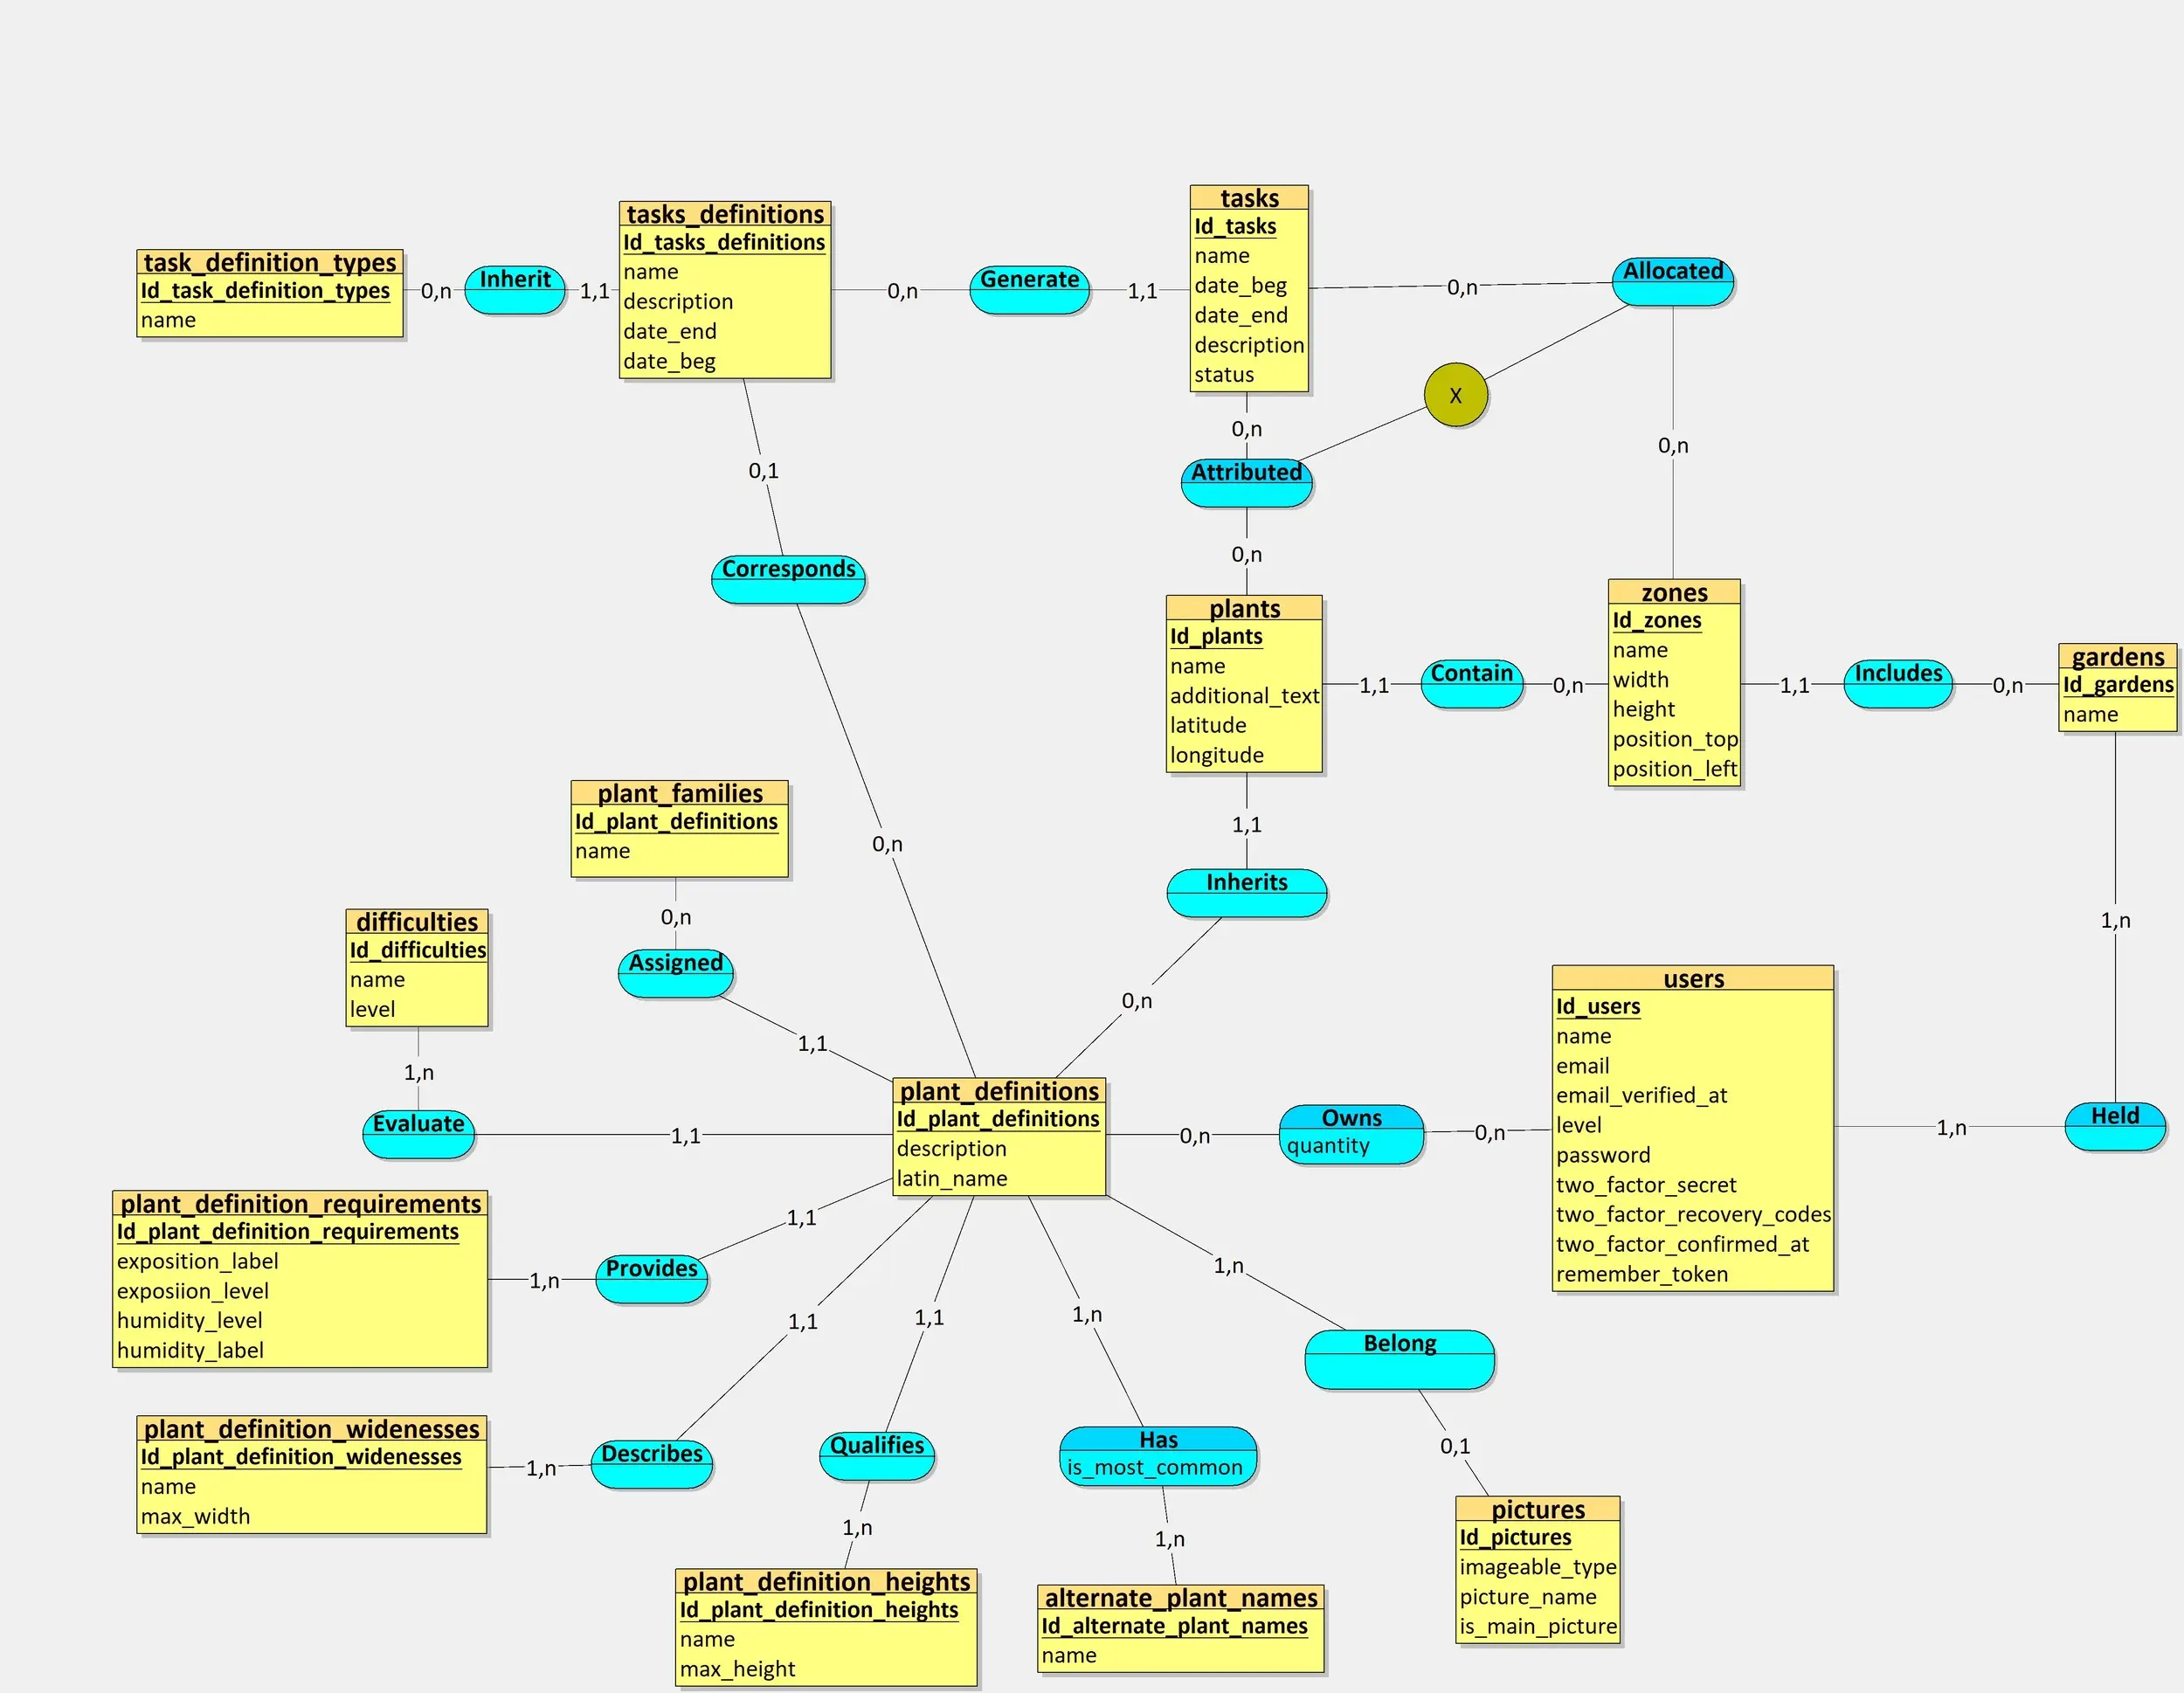 task_definition_types
Id_task_definition_types
name
0,n
Inherit
1,1
tasks_definitions
Id_tasks_definitions
name
description
date_end
date_beg
0,n
Generate
1,1
tasks
Id_tasks
name
date_beg
date_end
description
status
0,n
Allocated
X
0,n
Attributed
0,n
0,n
0,1
Corresponds
0,n
plants
Id_plants
name
additional_text
latitude
longitude
1,1
Contain
0,n
zones
Id_zones
name
width
height
position_top
position_left
1,1
Includes
0,n
gardens
Id_gardens
name
1,n
1,1
Inherits
0,n
plant_families
Id_plant_definitions
name
0,n
Assigned
1,1
difficulties
Id_difficulties
name
level
1,n
Evaluate
1,1
plant_definitions
Id_plant_definitions
description
latin_name
0,n
Owns
quantity
0,n
users
Id_users
name
email
email_verified_at
level
password
two_factor_secret
two_factor_recovery_codes
two_factor_confirmed_at
remember_token
1,n
Held
plant_definition_requirements
Id_plant_definition_requirements
exposition_label
exposiion_level
humidity_level
humidity_label
1,n
Provides
1,1
plant_definition_widenesses
Id_plant_definition_widenesses
name
max_width
1,n
Describes
1,1
1,1
Qualifies
1,n
plant_definition_heights
Id_plant_definition_heights
name
max_height
1,n
Has
is_most_common
1,n
alternate_plant_names
Id_alternate_plant_names
name
1,n
Belong
0,1
pictures
Id_pictures
imageable_type
picture_name
is_main_picture